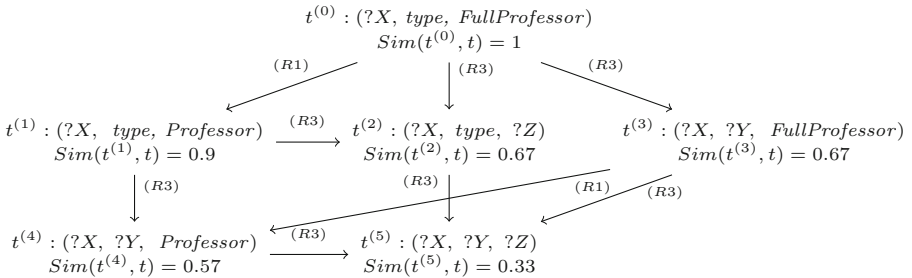 t(0) : (?X, type, FullProfessor)
Sim(t(0), t) = 1
(R1)
(R3)
(R3)
t(1) : (?X, type, Professor)
Sim(t(1), t) = 0.9
(R3)
t(2) : (?X, type, ?Z)
Sim(t(2), t) = 0.67
t(3) : (?X, ?Y, FullProfessor)
Sim(t(3), t) = 0.67
(R3)
(R3)
(R1)
(R3)
t(4) : (?X, ?Y, Professor)
Sim(t(4), t) = 0.57
(R3)
t(5) : (?X, ?Y, ?Z)
Sim(t(5), t) = 0.33